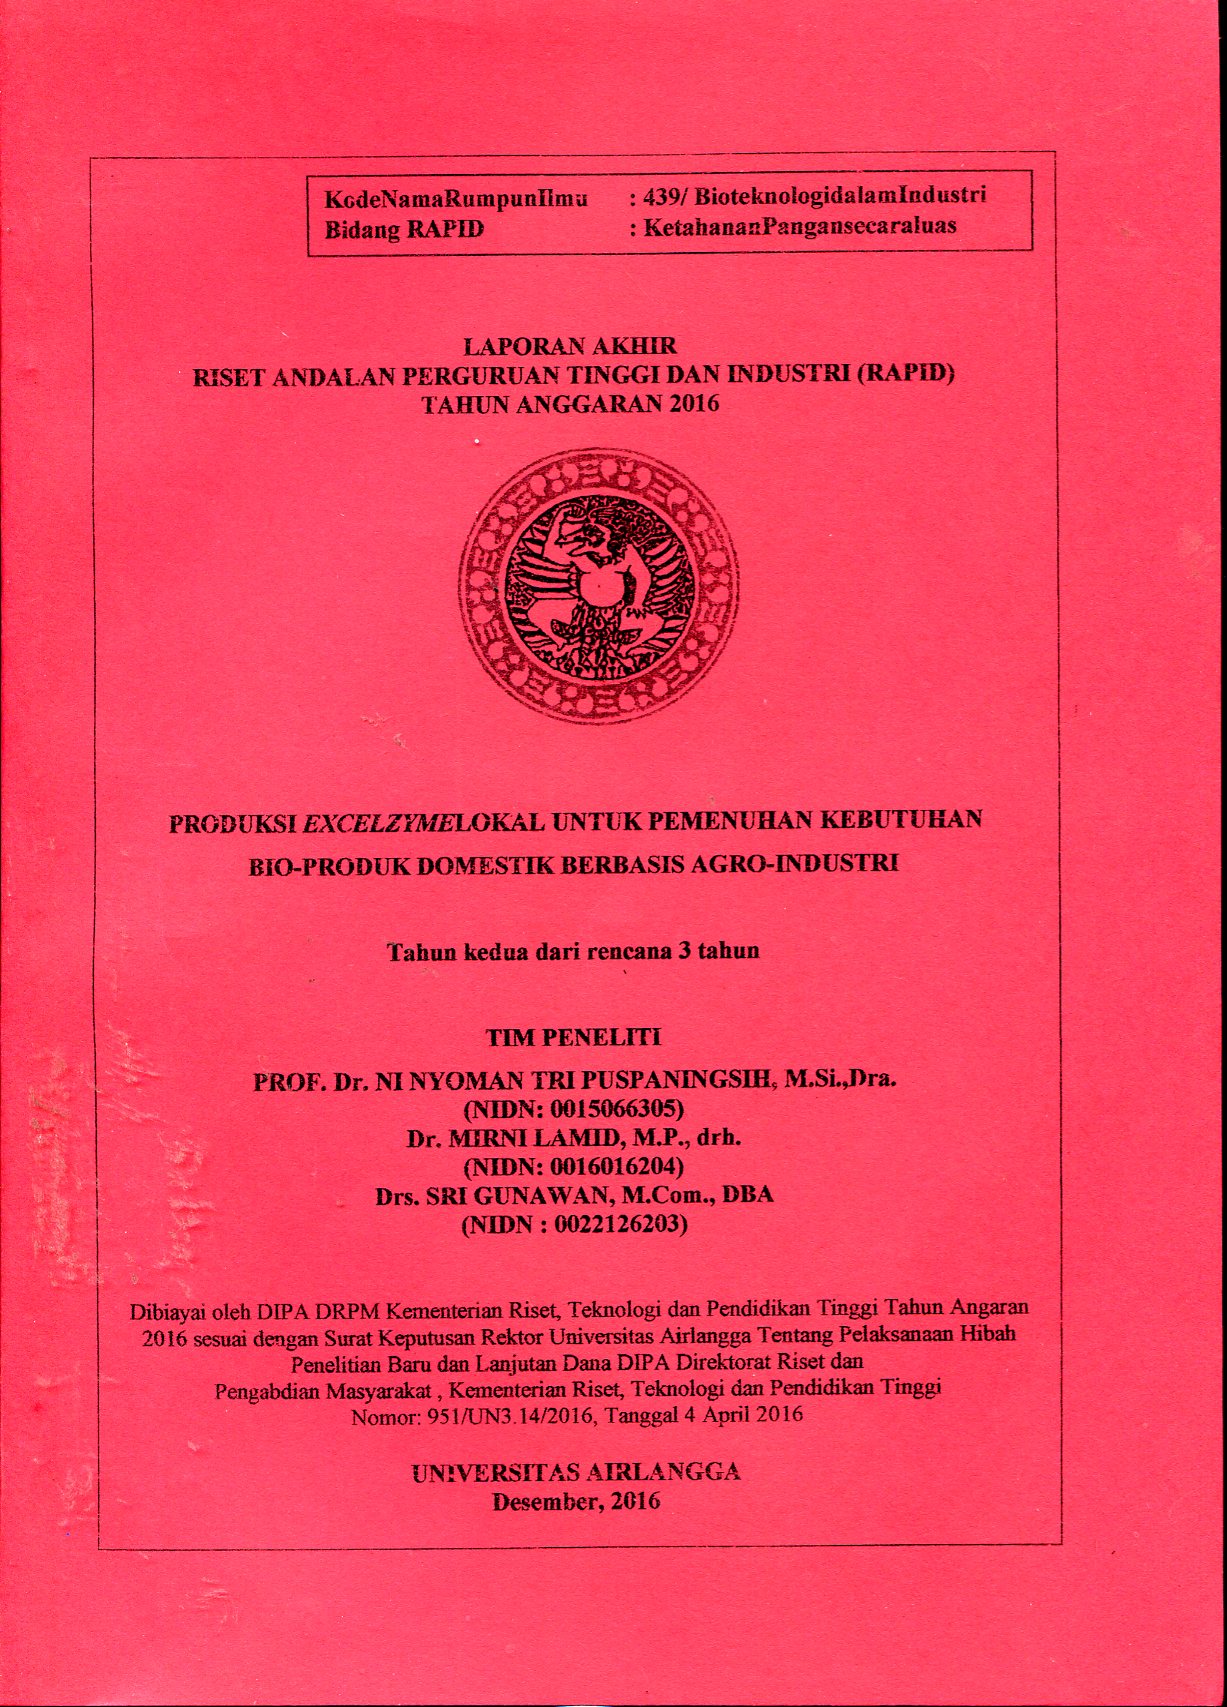 KodeNamaRumpunIlmu : 439/ BioteknologidalamIndustri
Bidang RAPID : KetahananPangansecaraluas
LAPORAN AKHIR
RISET ANDALAN PERGURUAN TINGGI DAN INDUSTRI (RAPID)
TAHUN ANGGARAN 2016
PRODUKSI EXCELZYMELOKAL UNTUK PEMENUHAN KEBUTUHAN
BIO-PRODUK DOMESTIK BERBASIS AGRO-INDUSTRI
Tahun kedua dari rencana 3 tahun
TIM PENELITI
PROF. Dr. NI NYOMAN TRI PUSPANINGSIH, M.Si.,Dra.
(NIDN: 0015066305)
Dr. MIRNI LAMID, M.P., drh.
(NIDN: 0016016204)
Drs. SRI GUNAWAN, M.Com., DBA
(NIDN : 0022126203)
Dibiayai oleh DIPA DRPM Kementerian Riset, Teknologi dan Pendidikan Tinggi Tahun Angaran
2016 sesuai dengan Surat Keputusan Rektor Universitas Airlangga Tentang Pelaksanaan Hibah
Penelitian Baru dan Lanjutan Dana DIPA Direktorat Riset dan
Pengabdian Masyarakat , Kementerian Riset, Teknologi dan Pendidikan Tinggi
Nomor: 951/UN3.14/2016, Tanggal 4 April 2016
UNIVERSITAS AIRLANGGA
Desember, 2016